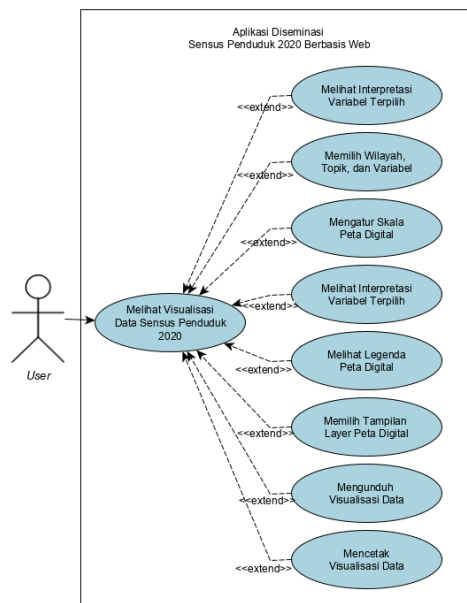 Aplikasi Diseminasi
Sensus Penduduk 2020 Berbasis Web
Melihat Interpretasi
Variabel Terpilih
<<extend>>
Memilih Wilayah,
Topik, dan Variabel
<<extend>>
Mengatur Skala
Peta Digital
<<extend>>
Melihat Interpretasi
Variabel Terpilih
<<extend>>
Melihat Visualisasi
Data Sensus Penduduk
2020
User
Melihat Legenda
Peta Digital
<<extend>>
Memilih Tampilan
Layer Peta Digital
<<extend>>
Mengunduh
Visualisasi Data
<<extend>>
Mencetak
Visualisasi Data
<<extend>>